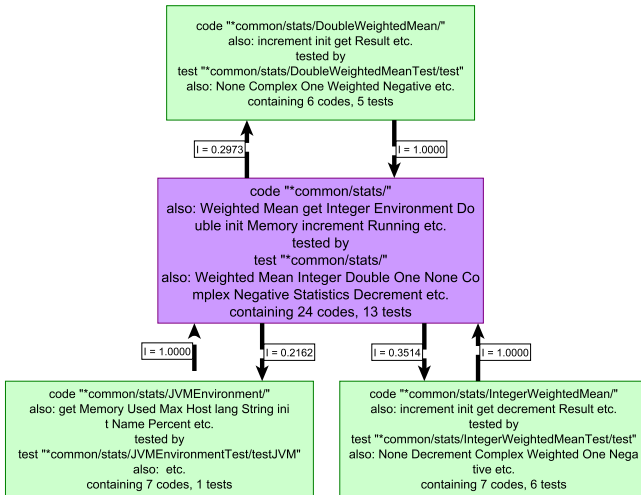 code "*common/stats/DoubleWeightedMean/"
also: increment init get Result etc.
tested by
test "*common/stats/DoubleWeightedMeanTest/test"
also: None Complex One Weighted Negative etc.
containing 6 codes, 5 tests
I = 0.2973
I = 1.0000
code "*common/stats/"
also: Weighted Mean get Integer Environment Do
uble init Memory increment Running etc.
tested by
test "*common/stats/"
also: Weighted Mean Integer Double One None Co
mplex Negative Statistics Decrement etc.
containing 24 codes, 13 tests
I = 1.0000
I = 0.2162
I = 0.3514
I = 1.0000
code "*common/stats/JVMEnvironment/"
also: get Memory Used Max Host lang String ini
t Name Percent etc.
tested by
test "*common/stats/JVMEnvironmentTest/testJVM"
also:  etc.
containing 7 codes, 1 tests
code "*common/stats/IntegerWeightedMean/"
also: increment init get decrement Result etc.
tested by
test "*common/stats/IntegerWeightedMeanTest/test"
also: None Decrement Complex Weighted One Nega
tive etc.
containing 7 codes, 6 tests